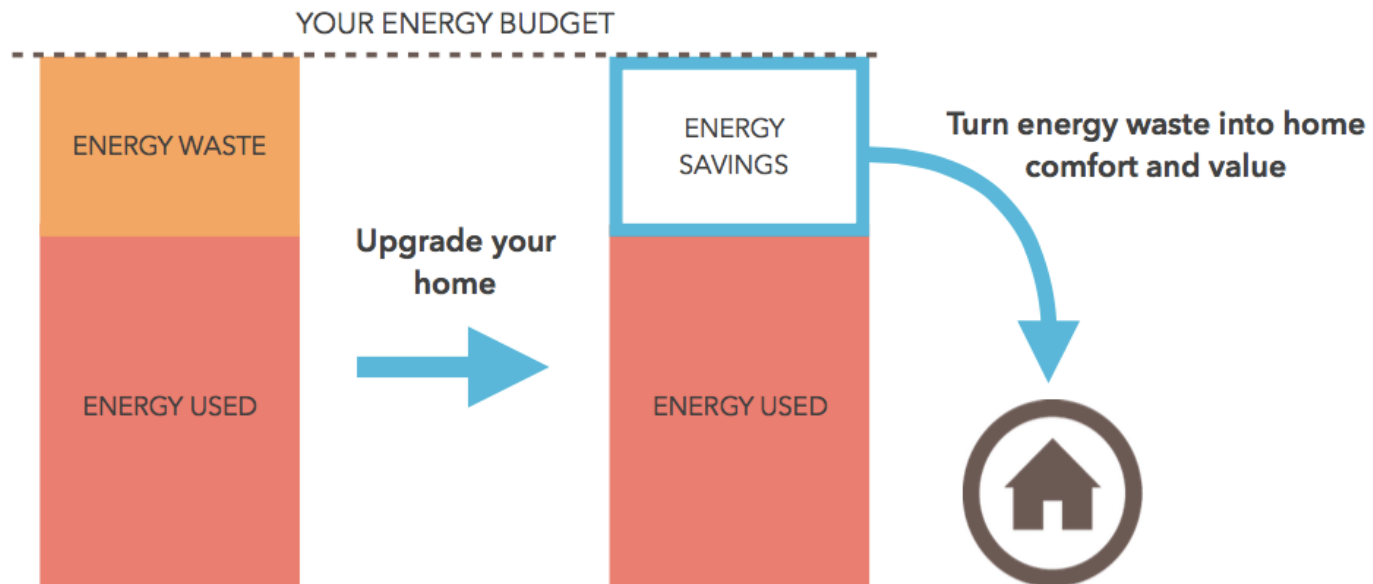 YOUR ENERGY BUDGET
ENERGY WASTE
ENERGY USED
Upgrade your
home
ENERGY
SAVINGS
ENERGY USED
Turn energy waste into home
comfort and value